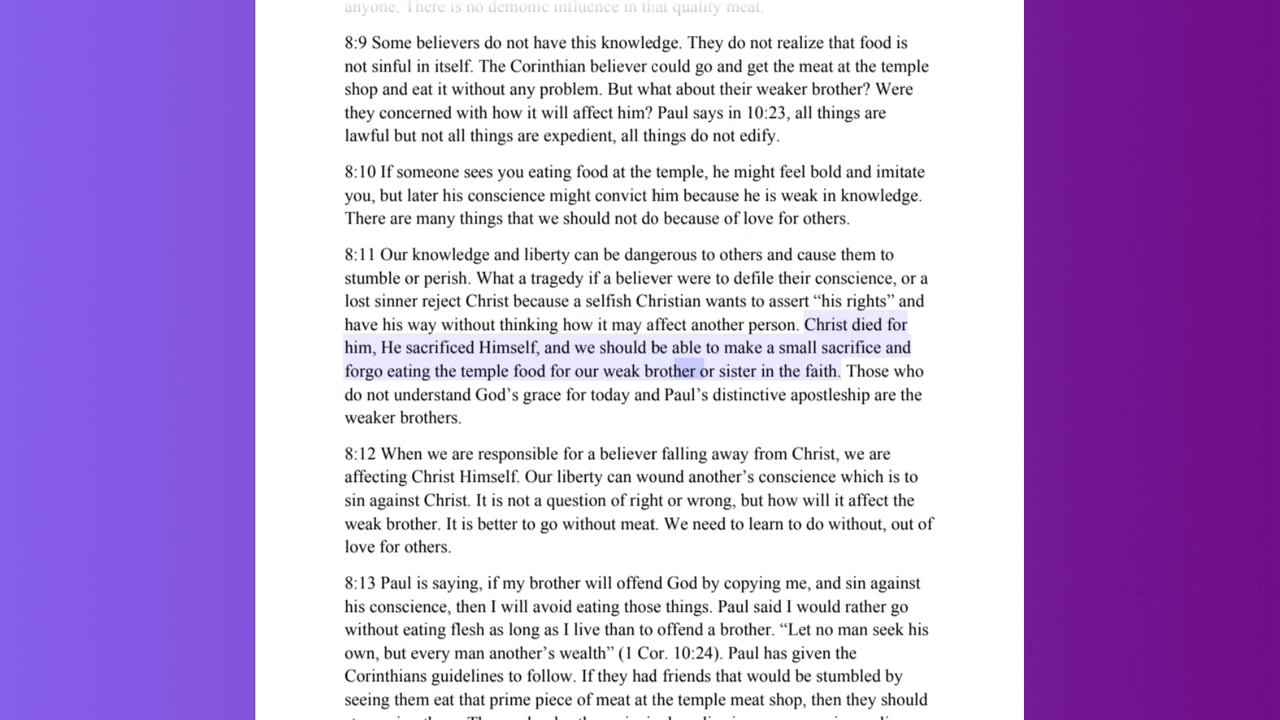 anyone. There is no demonic influence in that quality meat.
8:9 Some believers do not have this knowledge. They do not realize that food is
not sinful in itself. The Corinthian believer could go and get the meat at the temple
shop and eat it without any problem. But what about their weaker brother? Were
they concerned with how it will affect him? Paul says in 10:23, all things are
lawful but not all things are expedient, all things do not edify.
8:10 If someone sees you eating food at the temple, he might feel bold and imitate
you, but later his conscience might convict him because he is weak in knowledge.
There are many things that we should not do because of love for others.
8:11 Our knowledge and liberty can be dangerous to others and cause them to
stumble or perish. What a tragedy if a believer were to defile their conscience, or a
lost sinner reject Christ because a selfish Christian wants to assert “his rights” and
have his way without thinking how it may affect another person. Christ died for
him, He sacrificed Himself, and we should be able to make a small sacrifice and
forgo eating the temple food for our weak brother or sister in the faith. Those who
do not understand God’s grace for today and Paul’s distinctive apostleship are the
weaker brothers.
8:12 When we are responsible for a believer falling away from Christ, we are
affecting Christ Himself. Our liberty can wound another’s conscience which is to
sin against Christ. It is not a question of right or wrong, but how will it affect the
weak brother. It is better to go without meat. We need to learn to do without, out of
love for others.
8:13 Paul is saying, if my brother will offend God by copying me, and sin against
his conscience, then I will avoid eating those things. Paul said I would rather go
without eating flesh as long as I live than to offend a brother. “Let no man seek his
own, but every man another’s wealth” (1 Cor. 10:24). Paul has given the
Corinthians guidelines to follow. If they had friends that would be stumbled by
seeing them eat that prime piece of meat at the temple meat shop, then they should